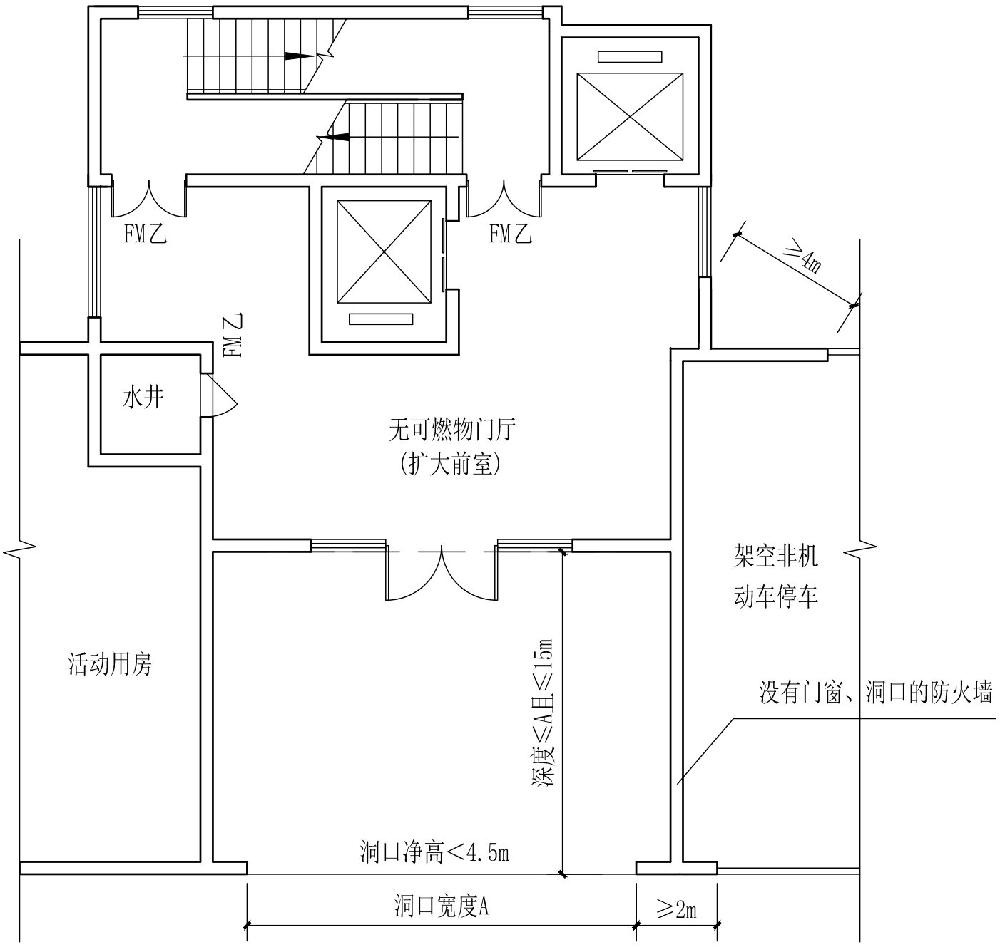 FM乙
FM乙
≥4m
FM乙
水井
无可燃物门厅
(扩大前室)
架空非机
动车停车
活动用房
深度≤A且≤15m
没有门窗、洞口的防火墙
洞口净高<4.5m
洞口宽度A
≥2m